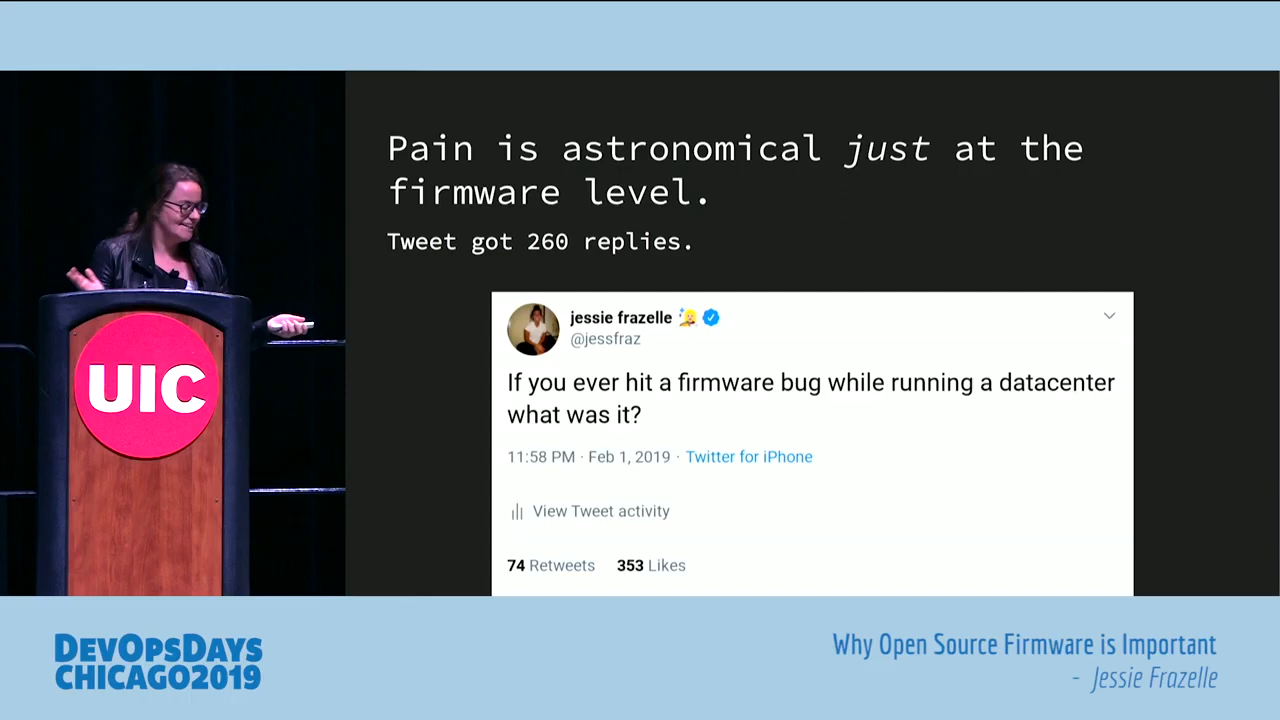 Pain is astronomical just at the
firmware level.
Tweet got 260 replies.
jessie frazelle
@jessfraz
If you ever hit a firmware bug while running a datacenter
what was it?
11:58 PM · Feb 1, 2019 · Twitter for iPhone
View Tweet activity
74 Retweets 353 Likes
UIC
DEVOPSDAYS
CHICAGO2019
Why Open Source Firmware is Important
- Jessie Frazelle